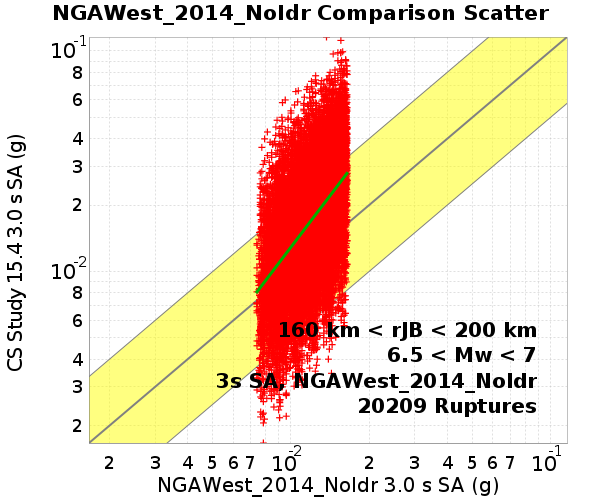 NGAWest_2014_NoIdr Comparison Scatter
CS Study 15.4 3.0 s SA (g)
10-1
8
6
4
3
2
10-2
8
6
4
3
2
160 km < rJB < 200 km
6.5 < Mw < 7
3s SA, NGAWest_2014_NoIdr
20209 Ruptures
2 3 4 5 6 7 10-2 2 3 4 5 6 7 10-1
NGAWest_2014_NoIdr 3.0 s SA (g)